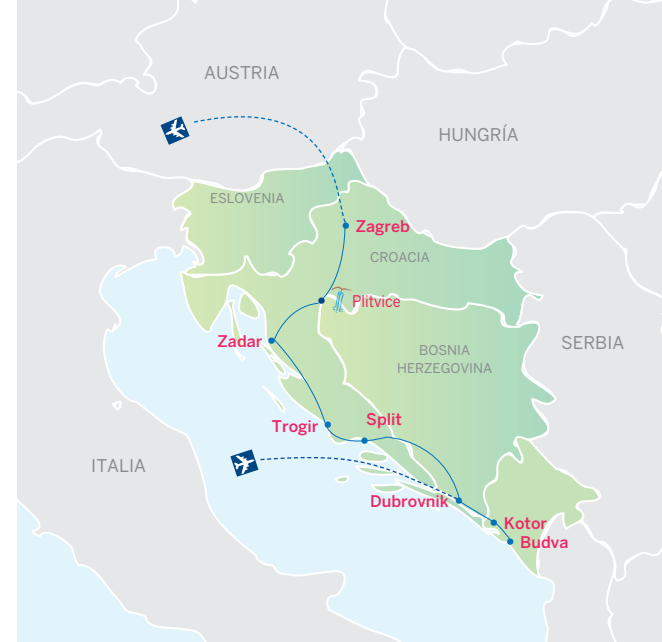 AUSTRIA
HUNGRÍA
ESLOVENIA
Zagreb
CROACIA
Plitvice
Zadar
SERBIA
BOSNIA
HERZEGOVINA
Trogir
Split
ITALIA
Dubrovnik
Kotor
Budva